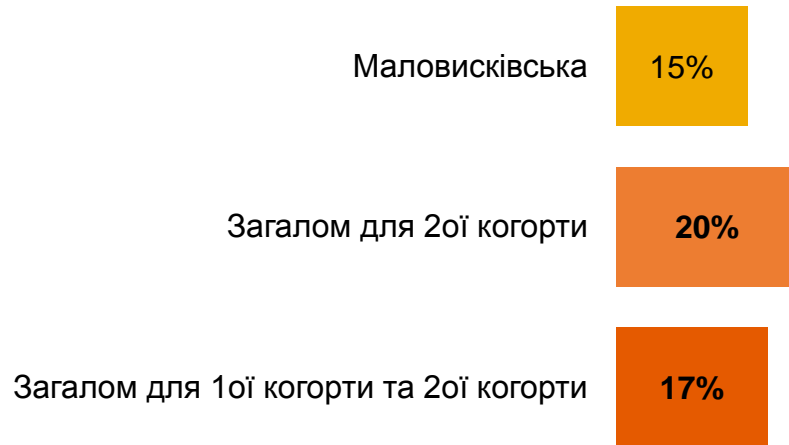 Маловисківська 15%
Загалом для 2ої когорти 20%
Загалом для 1ої когорти та 2ої когорти 17%